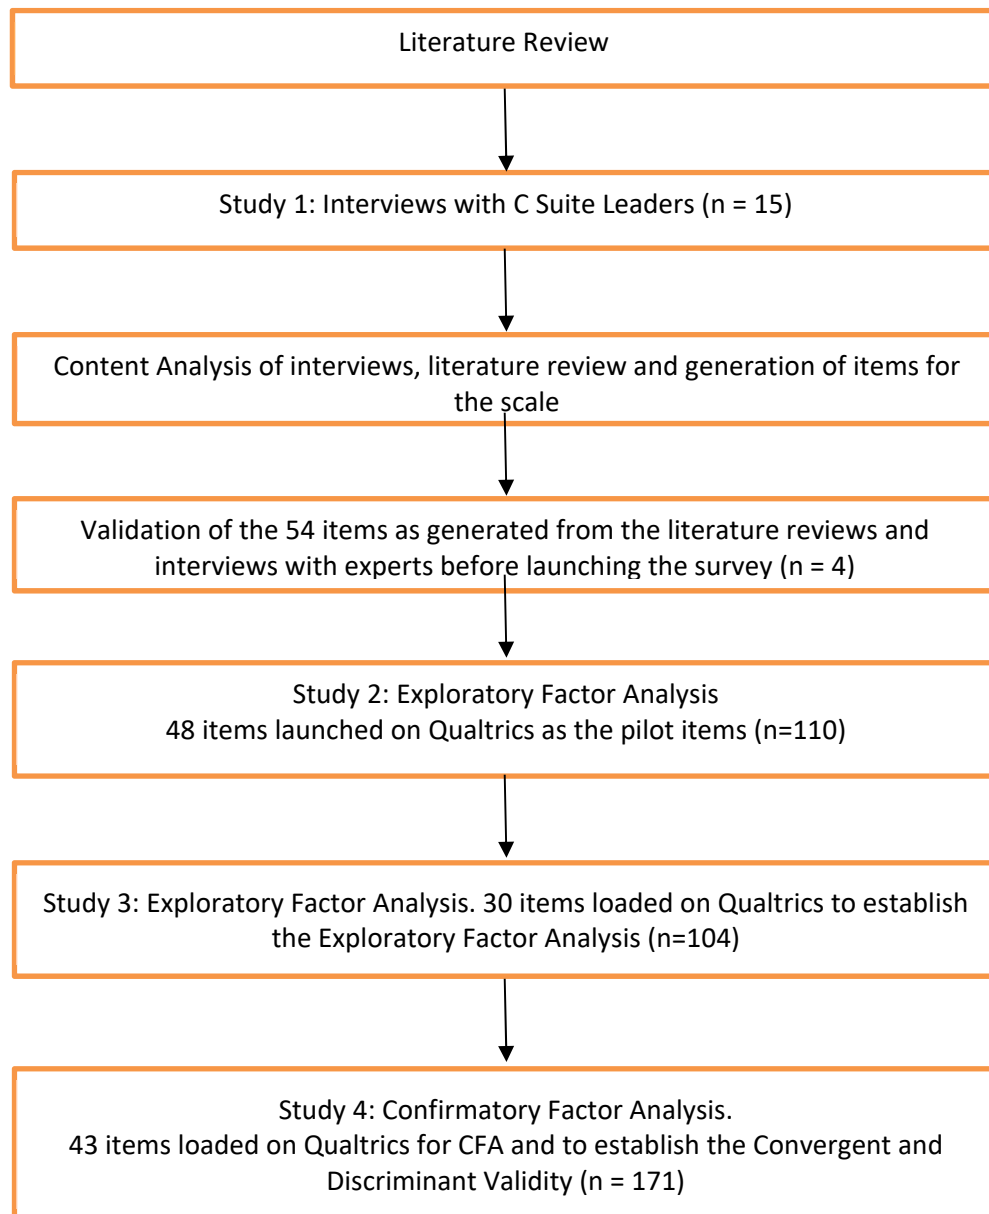 Literature Review
Study 1: Interviews with C Suite Leaders (n = 15)
Content Analysis of interviews, literature review and generation of items for
the scale
Validation of the 54 items as generated from the literature reviews and
interviews with experts before launching the survey (n = 4)
Study 2: Exploratory Factor Analysis
48 items launched on Qualtrics as the pilot items (n=110)
Study 3: Exploratory Factor Analysis. 30 items loaded on Qualtrics to establish
the Exploratory Factor Analysis (n=104)
Study 4: Confirmatory Factor Analysis.
43 items loaded on Qualtrics for CFA and to establish the Convergent and
Discriminant Validity (n = 171)